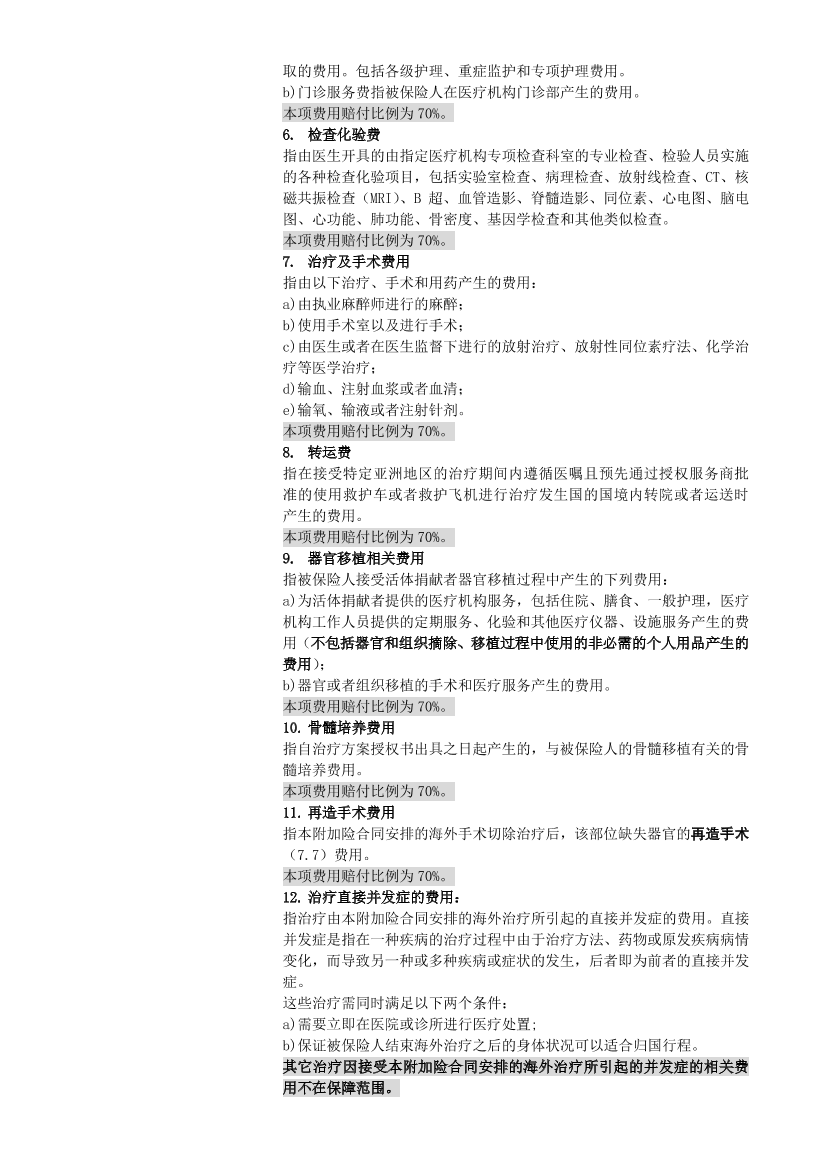 取的费用。包括各级护理、重症监护和专项护理费用。
b)门诊服务费指被保险人在医疗机构门诊部产生的费用。
本项费用赔付比例为 70%。
6. 检查化验费
指由医生开具的由指定医疗机构专项检查科室的专业检查、检验人员实施
的各种检查化验项目，包括实验室检查、病理检查、放射线检查、CT、核
磁共振检查（MRI）、B 超、血管造影、脊髓造影、同位素、心电图、脑电
图、心功能、肺功能、骨密度、基因学检查和其他类似检查。
本项费用赔付比例为 70%。
7. 治疗及手术费用
指由以下治疗、手术和用药产生的费用：
a)由执业麻醉师进行的麻醉；
b)使用手术室以及进行手术；
c)由医生或者在医生监督下进行的放射治疗、放射性同位素疗法、化学治
疗等医学治疗；
d)输血、注射血浆或者血清；
e)输氧、输液或者注射针剂。
本项费用赔付比例为 70%。
8. 转运费
指在接受特定亚洲地区的治疗期间内遵循医嘱且预先通过授权服务商批
准的使用救护车或者救护飞机进行治疗发生国的国境内转院或者运送时
产生的费用。
本项费用赔付比例为 70%。
9. 器官移植相关费用
指被保险人接受活体捐献者器官移植过程中产生的下列费用：
a)为活体捐献者提供的医疗机构服务，包括住院、膳食、一般护理，医疗
机构工作人员提供的定期服务、化验和其他医疗仪器、设施服务产生的费
用（不包括器官和组织摘除、移植过程中使用的非必需的个人用品产生的
费用）；
b)器官或者组织移植的手术和医疗服务产生的费用。
本项费用赔付比例为 70%。
10. 骨髓培养费用
指自治疗方案授权书出具之日起产生的，与被保险人的骨髓移植有关的骨
髓培养费用。
本项费用赔付比例为 70%。
11. 再造手术费用
指本附加险合同安排的海外手术切除治疗后，该部位缺失器官的再造手术
（7.7）费用。
本项费用赔付比例为 70%。
12. 治疗直接并发症的费用：
指治疗由本附加险合同安排的海外治疗所引起的直接并发症的费用。直接
并发症是指在一种疾病的治疗过程中由于治疗方法、药物或原发疾病病情
变化，而导致另一种或多种疾病或症状的发生，后者即为前者的直接并发
症。
这些治疗需同时满足以下两个条件：
a)需要立即在医院或诊所进行医疗处置;
b)保证被保险人结束海外治疗之后的身体状况可以适合归国行程。
其它治疗因接受本附加险合同安排的海外治疗所引起的并发症的相关费
用不在保障范围。